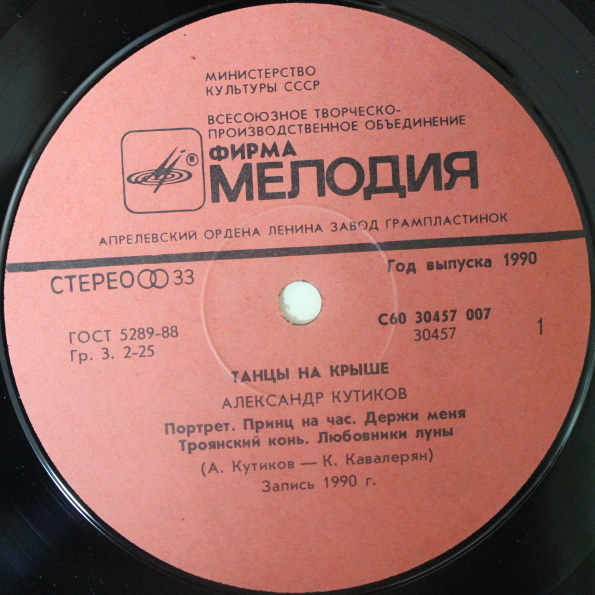 МИНИСТЕРСТВО
КУЛЬТУРЫ СССР
ВСЕСОЮЗНОЕ ТВОРЧЕСКО-
ПРОИЗВОДСТВЕННОЕ ОБЪЕДИНЕНИЕ
ФИРМА
® МЕЛОДИЯ
АПРЕЛЕВСКИЙ ОРДЕНА ЛЕНИНА ЗАВОД ГРАМПЛАСТИНОК
СТЕРЕО 33
Год выпуска 1990
ГОСТ 5289-88
Гр. 3. 2-25
С60 30457 007
30457
1
ТАНЦЫ НА КРЫШЕ
АЛЕКСАНДР КУТИКОВ
Портрет. Принц на час. Держи меня
Троянский конь. Любовники луны
(А. Кутиков — К. Кавалерян)
Запись 1990 г.